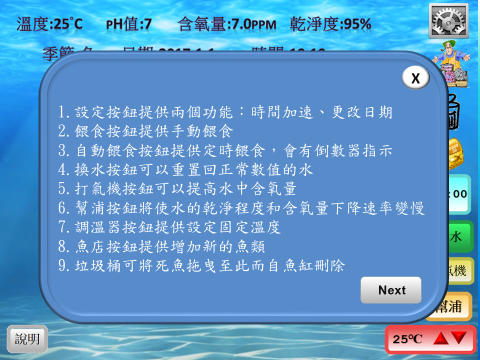 溫度:25°C PH值:7 含氧量:7.0PPM 乾淨度:95%
X
1.設定按鈕提供兩個功能：時間加速、更改日期
2.餵食按鈕提供手動餵食
3.自動餵食按鈕提供定時餵食，會有倒數器指示
4.換水按鈕可以重置回正常數值的水
5.打氣機按鈕可以提高水中含氧量
6.幫浦按鈕將使水的乾淨程度和含氧量下降速率變慢
7.調溫器按鈕提供設定固定溫度
8.魚店按鈕提供增加新的魚類
9.垃圾桶可將死魚拖曳至此而自魚缸刪除
Next
:00
水
氣機
幫浦
說明
25°C